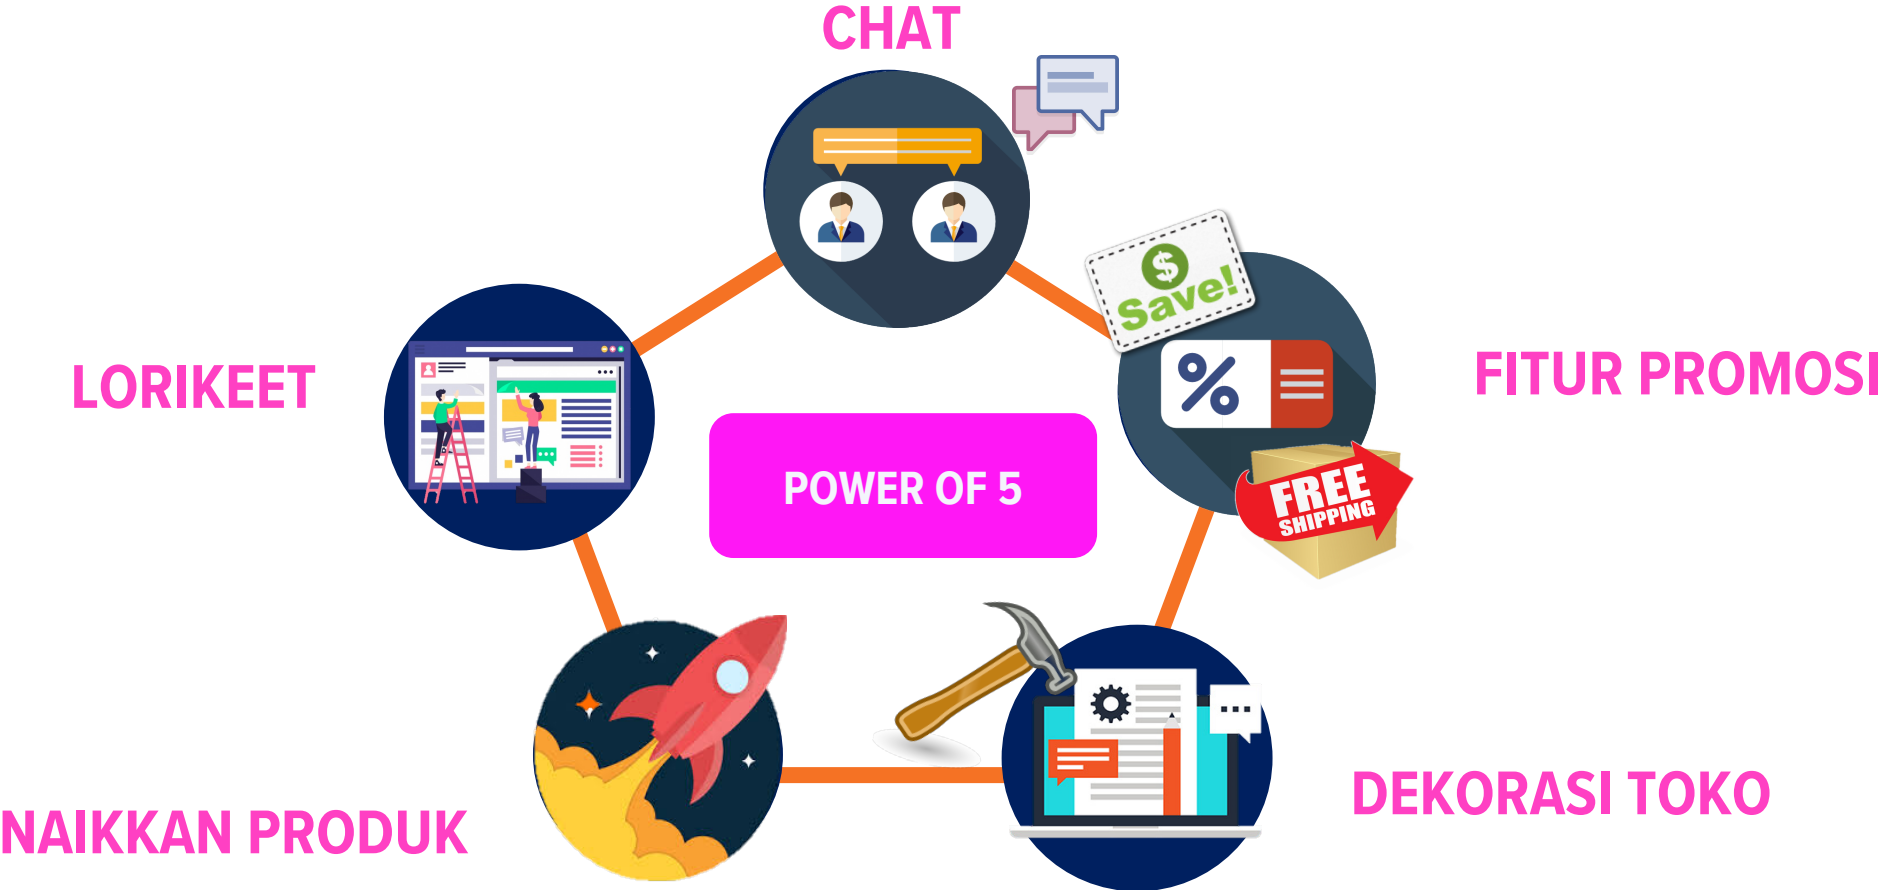 CHAT
$
Save!
LORIKEET
FITUR PROMOSI
%
POWER OF 5
FREE
SHIPPING
DEKORASI TOKO
NAIKKAN PRODUK